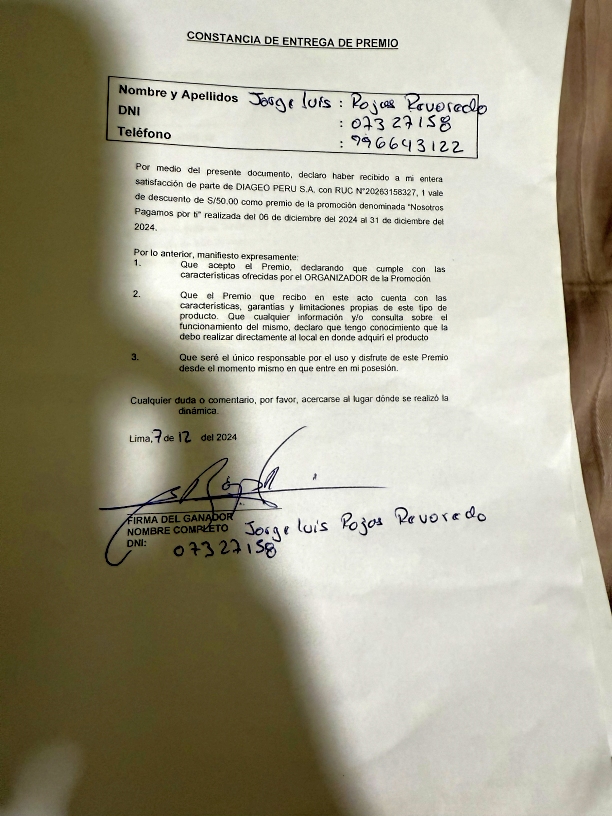 CONSTANCIA DE ENTREGA DE PREMIO
Nombre y Apellidos Jorge Luis : Rojas Revoredo
DNI : 07327158
Teléfono : 996643122
Por medio del presente documento, declaro haber recibido a mi entera
satisfacción de parte de DIAGEO PERU S.A. con RUC N°20263158327, 1 vale
de descuento de S/50.00 como premio de la promoción denominada "Nosotros
Pagamos por ti" realizada del 06 de diciembre del 2024 al 31 de diciembre del
2024.
Por lo anterior, manifiesto expresamente:
1. Que acepto el Premio, declarando que cumple con las
características ofrecidas por el ORGANIZADOR de la Promoción
2. Que el Premio que recibo en este acto cuenta con las
características, garantías y limitaciones propias de este tipo de
producto. Que cualquier información y/o consulta sobre el
funcionamiento del mismo, declaro que tengo conocimiento que la
debo realizar directamente al local en donde adquirí el producto
3. Que seré el único responsable por el uso y disfrute de este Premio
desde el momento mismo en que entre en mi posesión.
Cualquier duda o comentario, por favor, acercarse al lugar dónde se realizó la
dinámica.
Lima, 7 de 12 del 2024
FIRMA DEL GANADOR
NOMBRE COMPLETO Jorge Luis Rojas Revoredo
DNI: 07327158